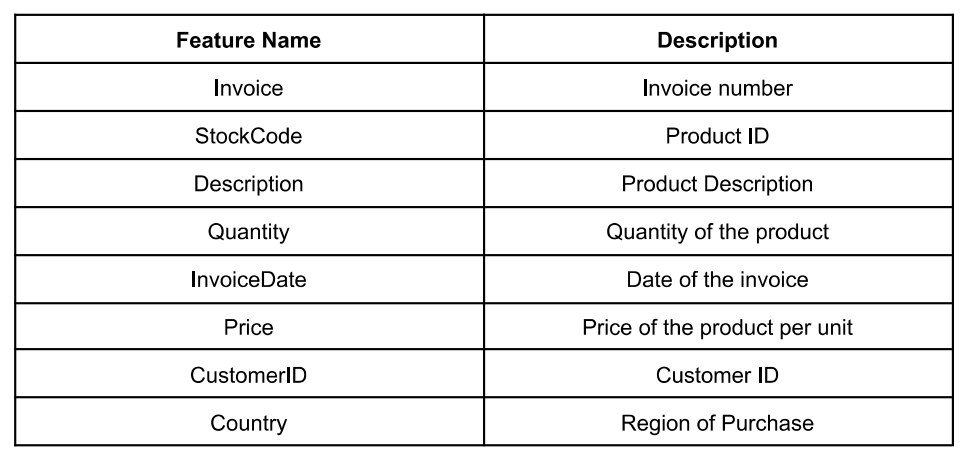 Feature Name Description
Invoice Invoice number
StockCode Product ID
Description Product Description
Quantity Quantity of the product
InvoiceDate Date of the invoice
Price Price of the product per unit
CustomerID Customer ID
Country Region of Purchase